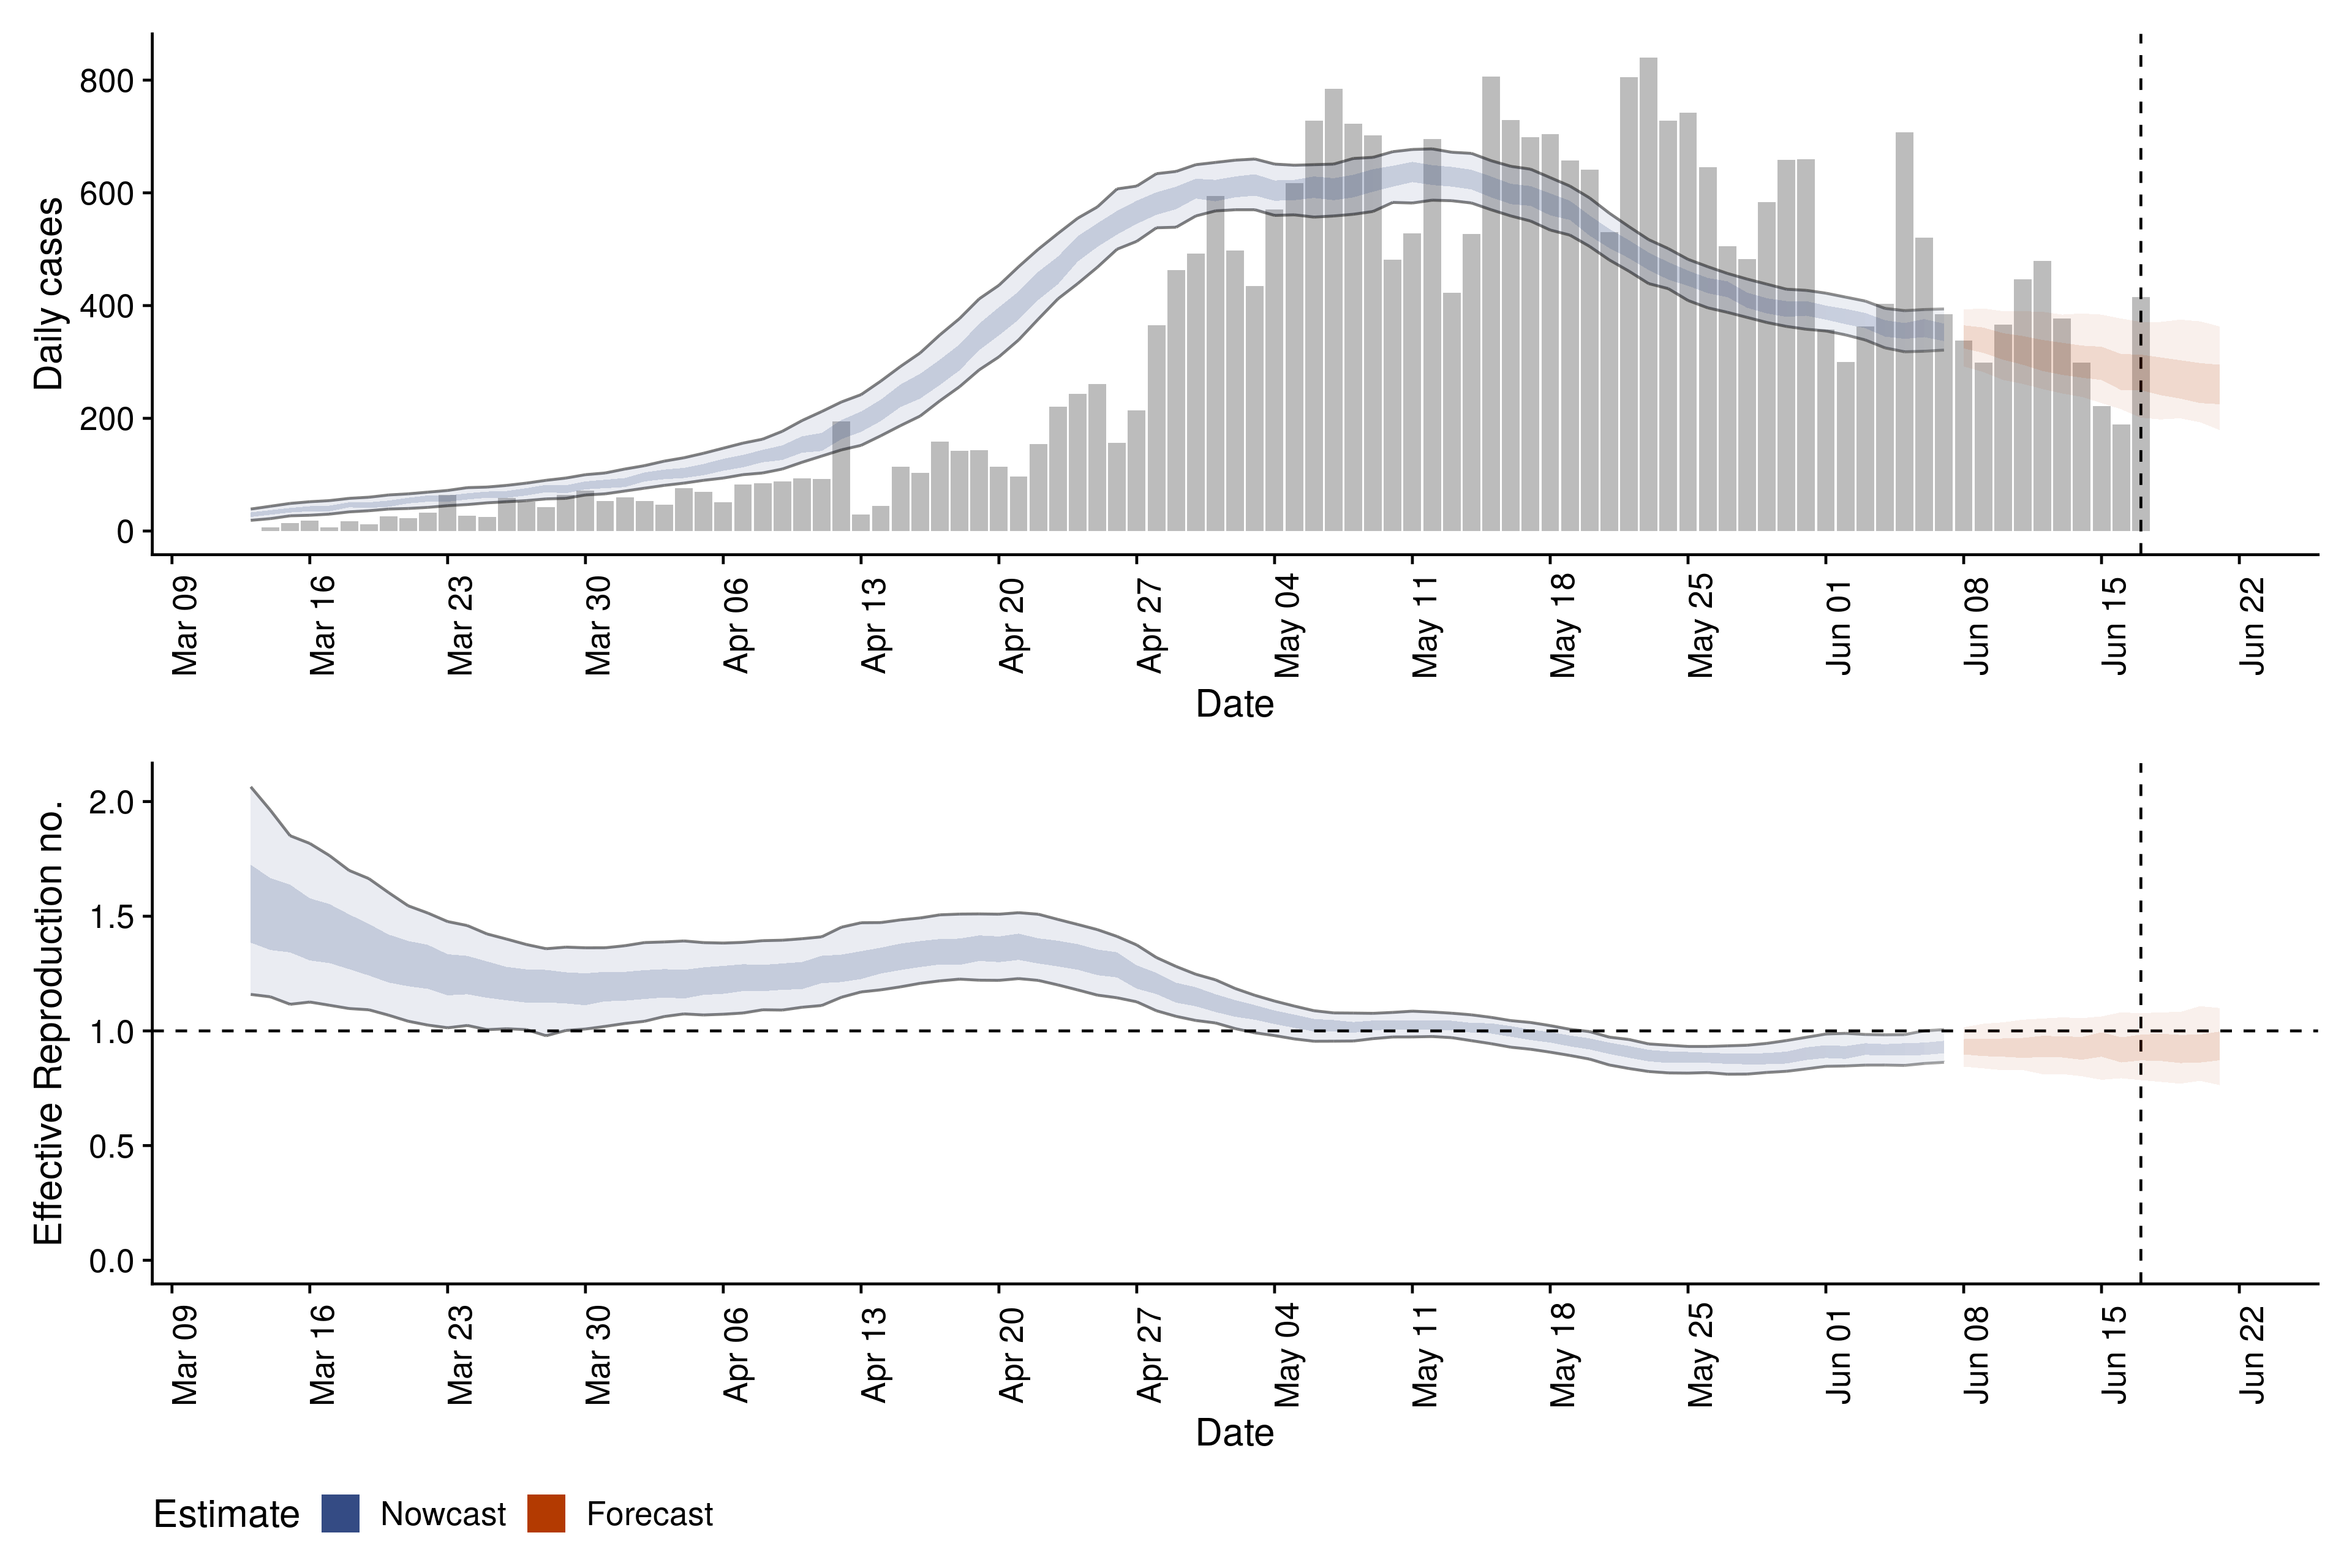 Daily cases
800
600
400
200
0
Mar 09 Mar 16 Mar 23 Mar 30 Apr 06 Apr 13 Apr 20 Apr 27 May 04 May 11 May 18 May 25 Jun 01 Jun 08 Jun 15 Jun 22
Date
Effective Reproduction no.
2.0
1.5
1.0
0.5
0.0
Mar 09 Mar 16 Mar 23 Mar 30 Apr 06 Apr 13 Apr 20 Apr 27 May 04 May 11 May 18 May 25 Jun 01 Jun 08 Jun 15 Jun 22
Date
Estimate Nowcast Forecast